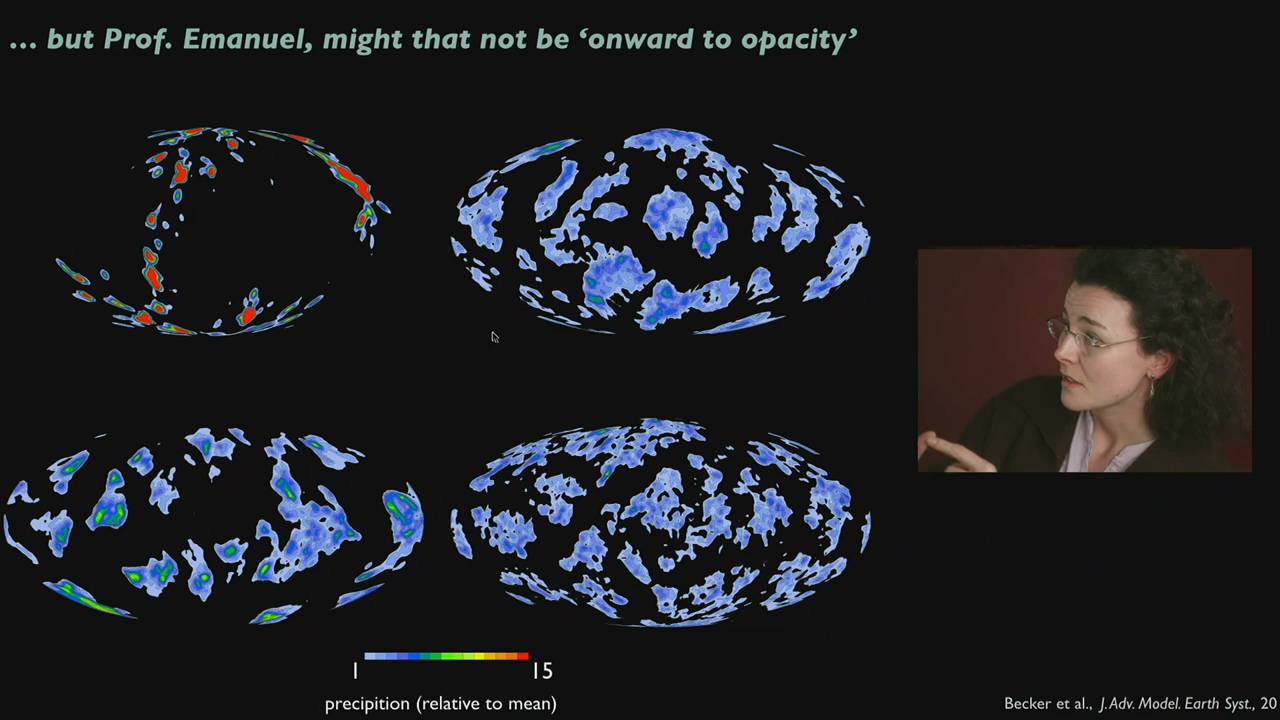 ... but Prof. Emanuel, might that not be ‘onward to opacity’
1
15
precipition (relative to mean)
Becker et al., J. Adv. Model. Earth Syst., 20